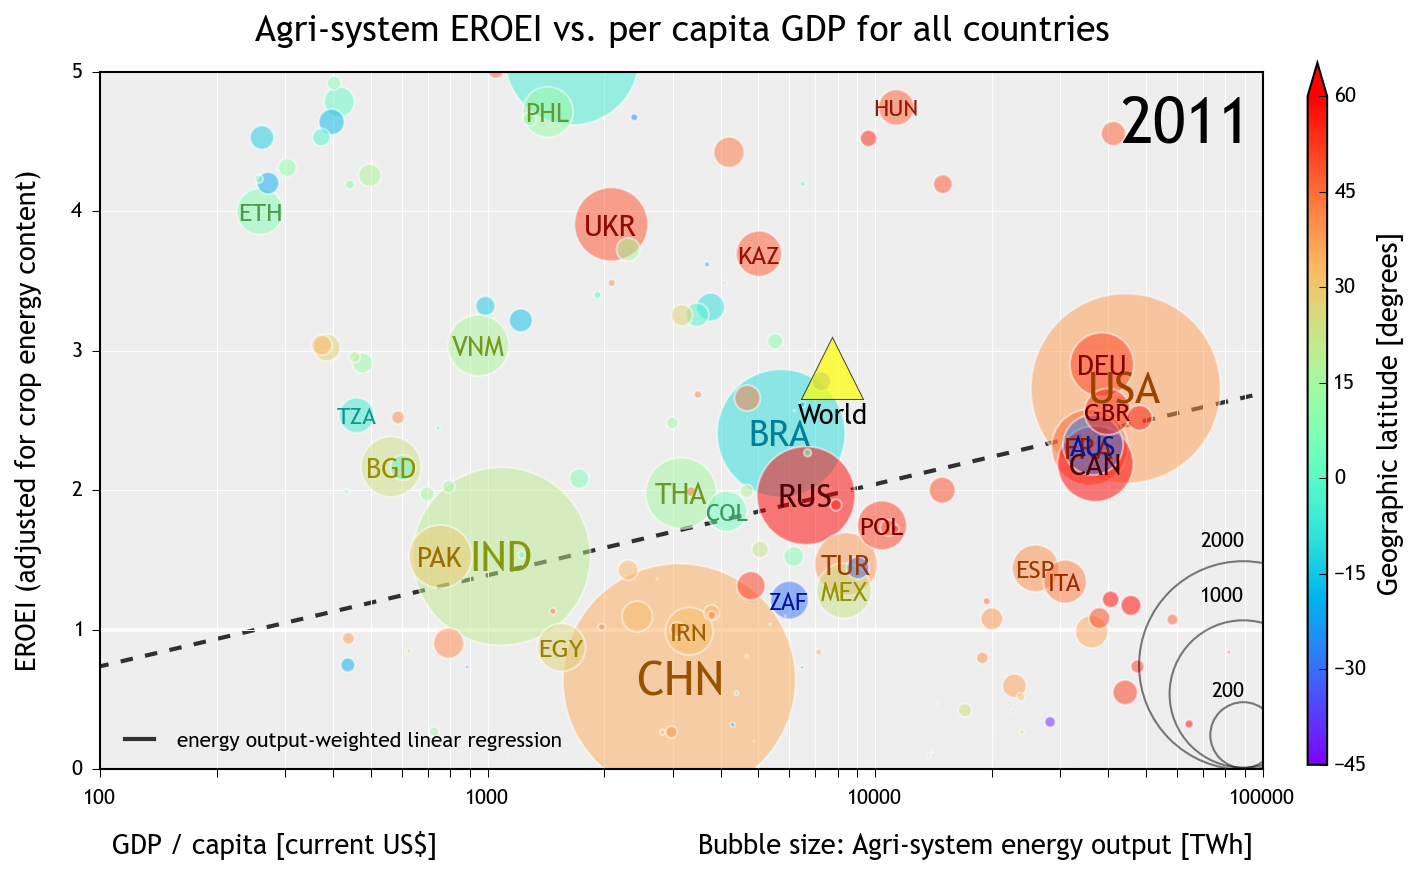 Agri-system EROEI vs. per capita GDP for all countries
2011
EROEI (adjusted for crop energy content)
5
4
3
2
1
0
100
1000
10000
100000
GDP / capita [current US$]
Bubble size: Agri-system energy output [TWh]
PHL
HUN
ETH
UKR
KAZ
VNM
DEU
USA
TZA
World
GBR
BRA
FRA
AUS
BGD
CAN
THA
RUS
COL
POL
PAK
IND
TUR
ESP
ITA
MEX
ZAF
IRN
EGY
CHN
2000
1000
200
energy output-weighted linear regression
60
45
30
15
0
−15
−30
−45
Geographic latitude [degrees]